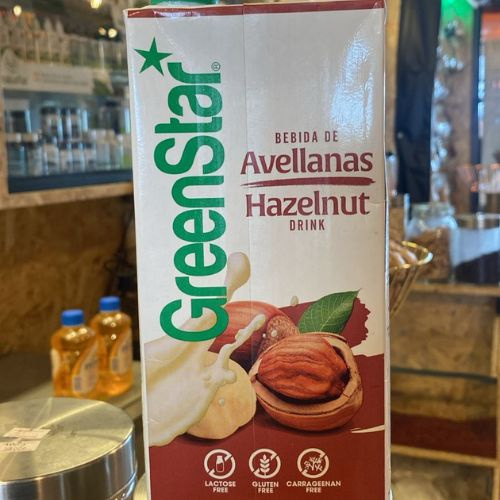 GreenStar®
BEBIDA DE
Avellanas
Hazelnut
DRINK
LACTOSE
FREE
GLUTEN
FREE
CARRAGEENAN
FREE